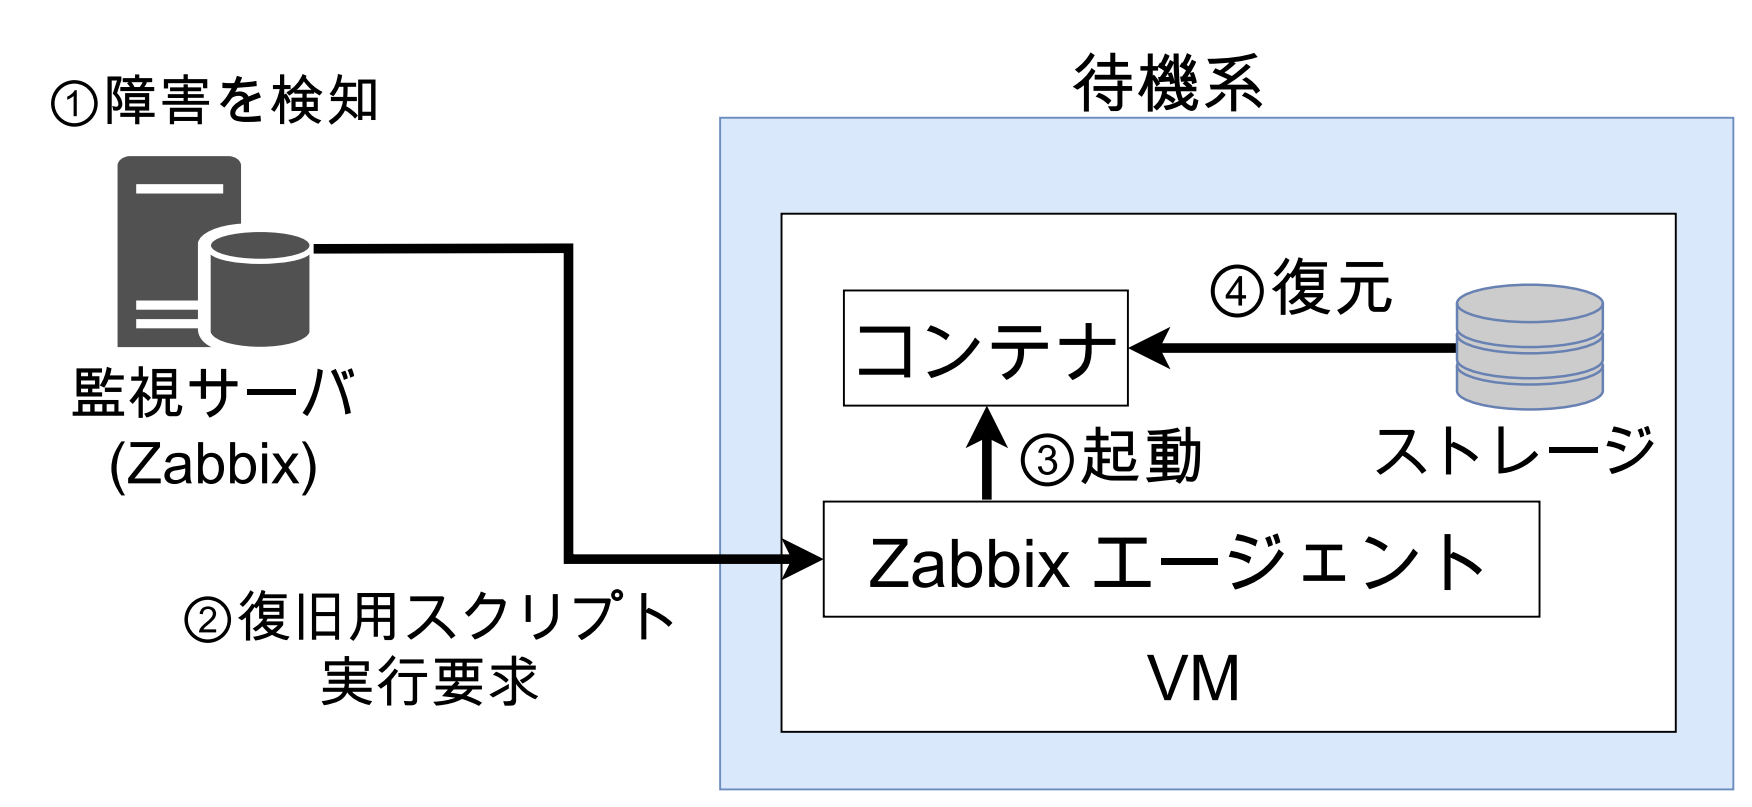 ①障害を検知
監視サーバ
(Zabbix)
②復旧用スクリプト
実行要求
待機系
④復元
コンテナ
ストレージ
③起動
Zabbix エージェント
VM